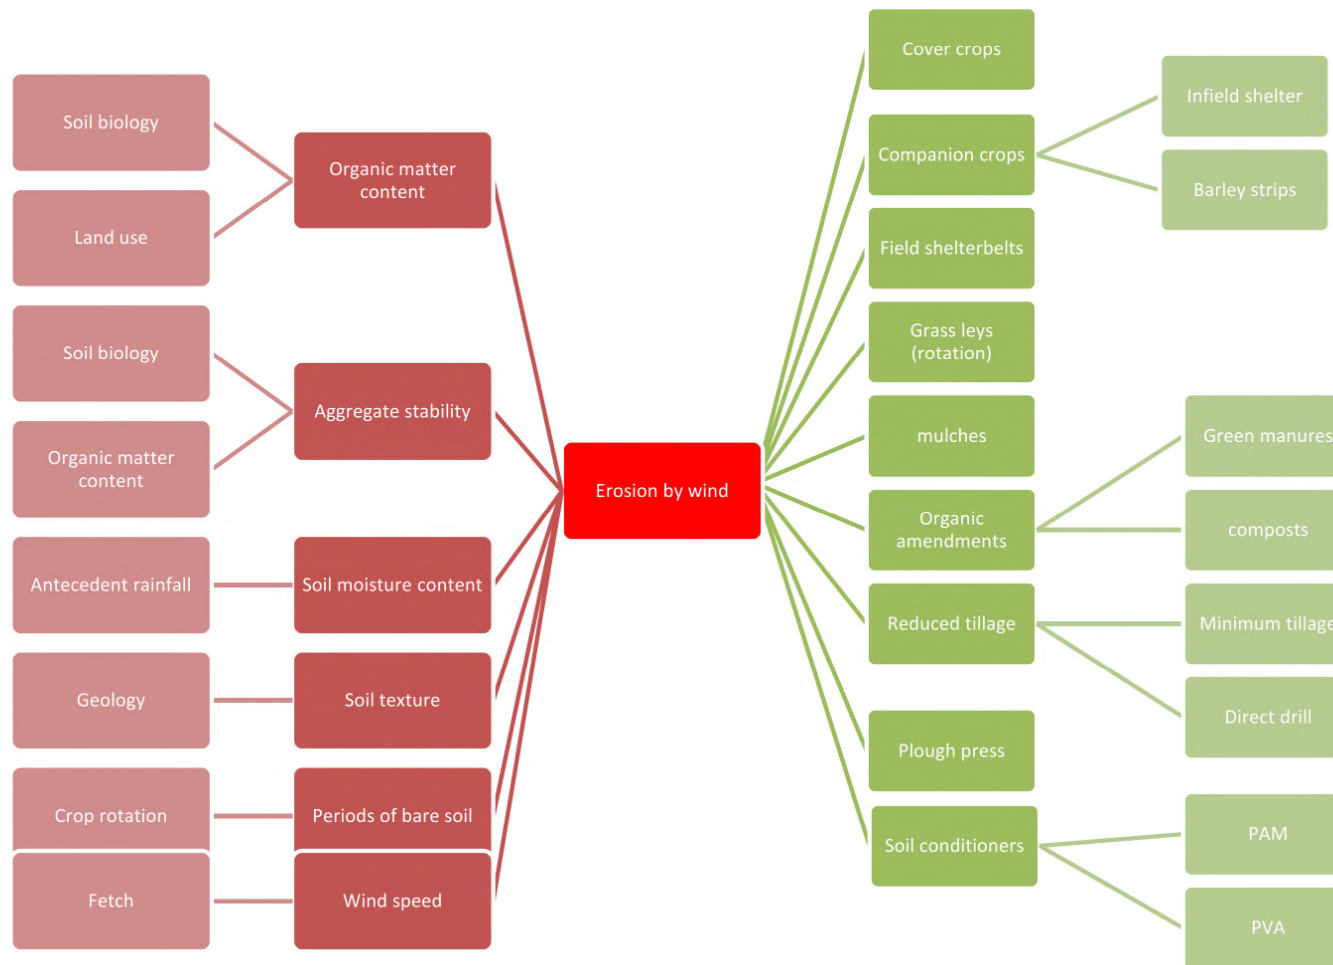 Soil biology
Land use
Soil biology
Organic matter
content
Antecedent rainfall
Geology
Crop rotation
Fetch
Organic matter
content
Aggregate stability
Soil moisture content
Soil texture
Periods of bare soil
Wind speed
Erosion by wind
Cover crops
Companion crops
Field shelterbelts
Grass leys
(rotation)
mulches
Organic
amendments
Reduced tillage
Plough press
Soil conditioners
Infield shelter
Barley strips
Green manures
composts
Minimum tillage
Direct drill
PAM
PVA